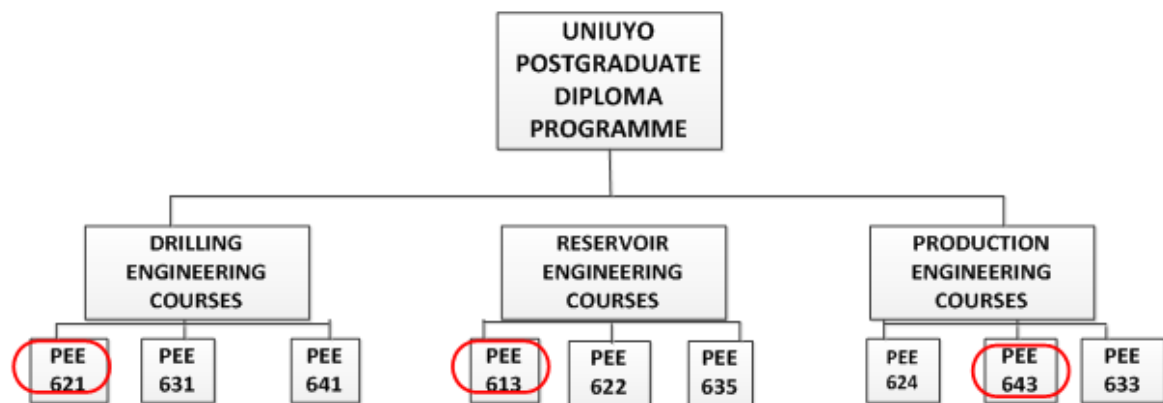 UNIUYO
POSTGRADUATE
DIPLOMA
PROGRAMME
DRILLING
ENGINEERING
COURSES
RESERVOIR
ENGINEERING
COURSES
PRODUCTION
ENGINEERING
COURSES
PEE
621
PEE
631
PEE
641
PEE
613
PEE
622
PEE
635
PEE
624
PEE
643
PEE
633